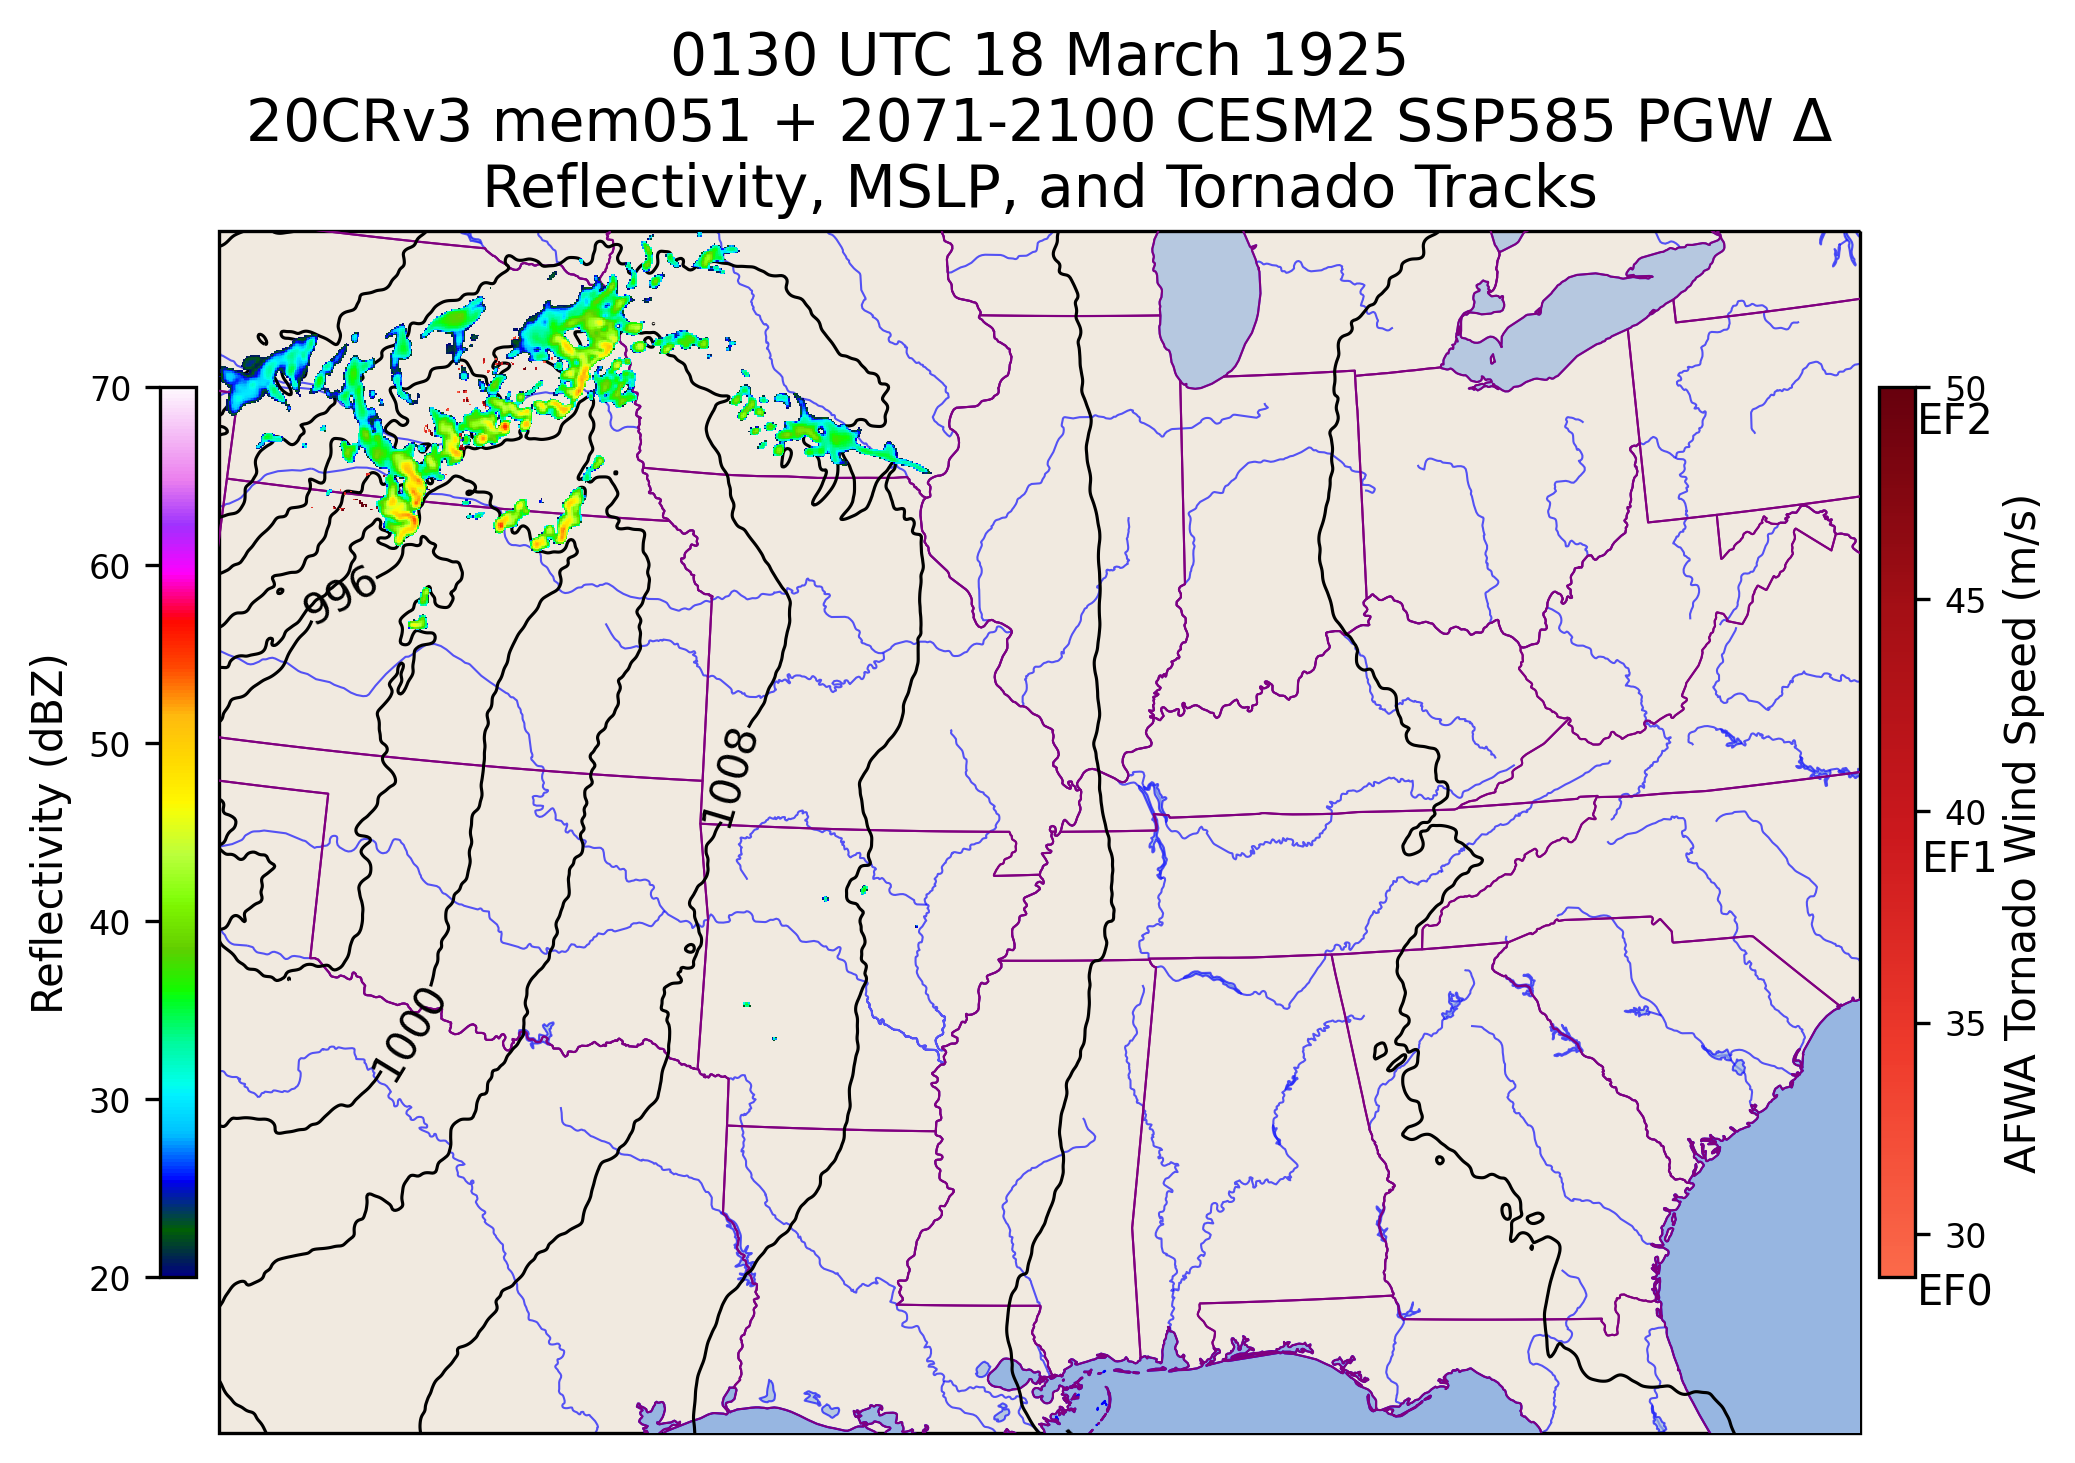 0130 UTC 18 March 1925
20CRv3 mem051 + 2071-2100 CESM2 SSP585 PGW Δ
Reflectivity, MSLP, and Tornado Tracks
Reflectivity (dBZ)
70
60
50
40
30
20
996
1008
1000
50
EF2
45
40
EF1
35
30
EF0
AFWA Tornado Wind Speed (m/s)